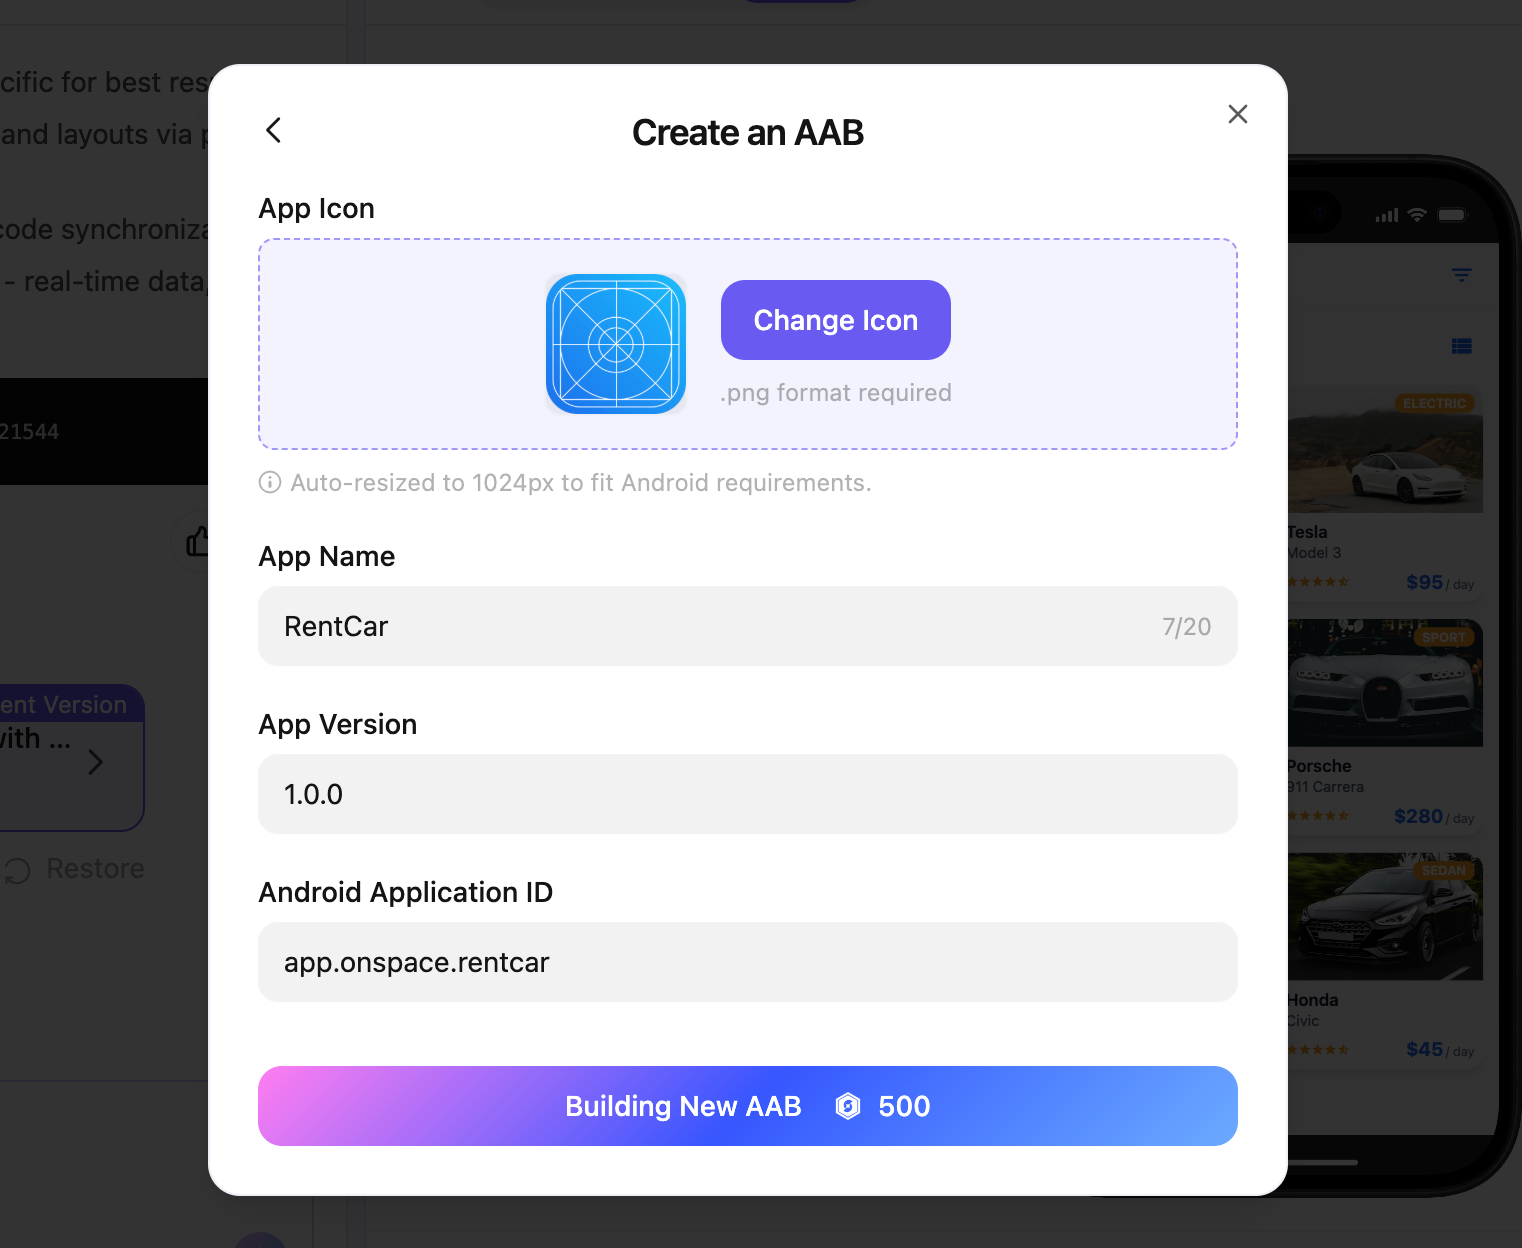 cific for best res
and layouts via p
code synchroniza
- real-time data,
21544
ent Version
with ...
Restore
Create an AAB
App Icon
Change Icon
.png format required
Auto-resized to 1024px to fit Android requirements.
App Name
RentCar
7/20
App Version
1.0.0
Android Application ID
app.onspace.rentcar
Building New AAB 500
ELECTRIC
Tesla
Model 3
$95 / day
SPORT
Porsche
911 Carrera
$280 / day
SEDAN
Honda
Civic
$45 / day